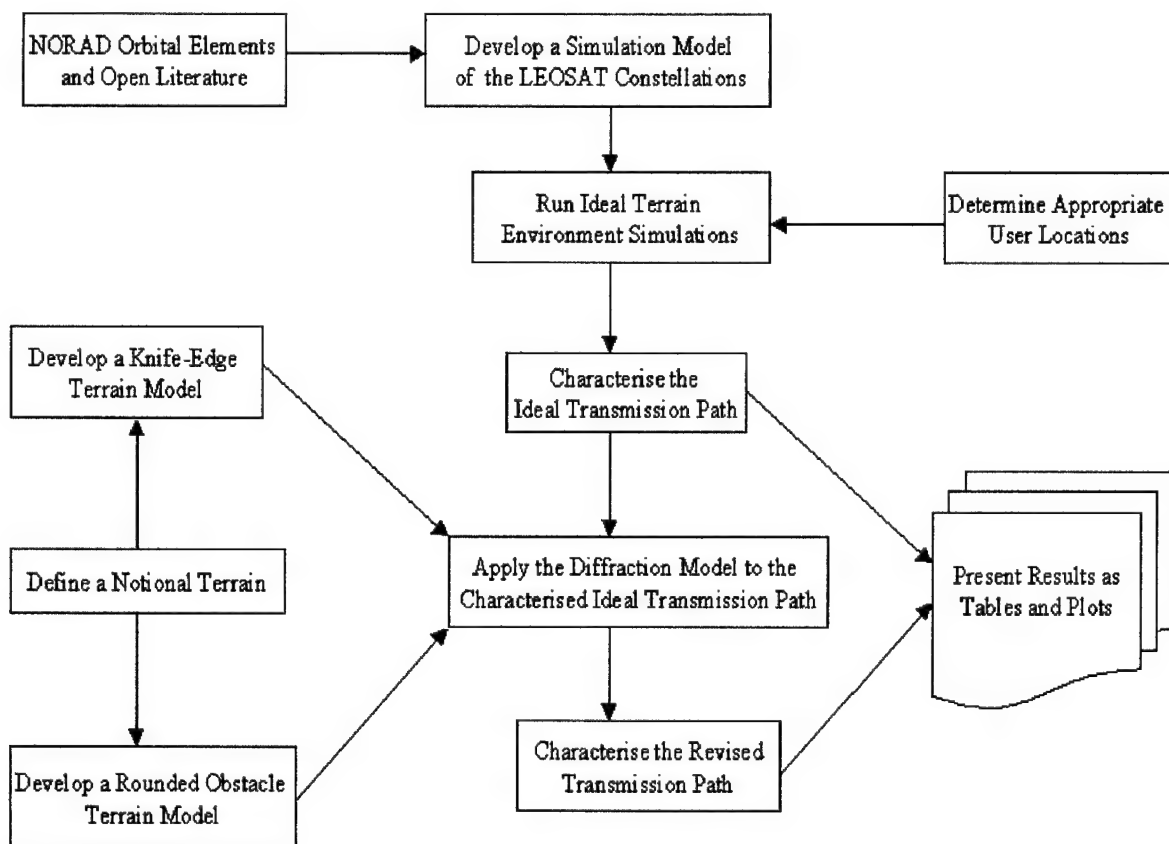 NORAD Orbital Elements
and Open Literature
Develop a Simulation Model
of the LEOSAT Constellations
Run Ideal Terrain
Environment Simulations
Determine Appropriate
User Locations
Develop a Knife-Edge
Terrain Model
Characterise the
Ideal Transmission Path
Define a Notional Terrain
Apply the Diffraction Model to the
Characterised Ideal Transmission Path
Present Results as
Tables and Plots
Develop a Rounded Obstacle
Terrain Model
Characterise the Revised
Transmission Path